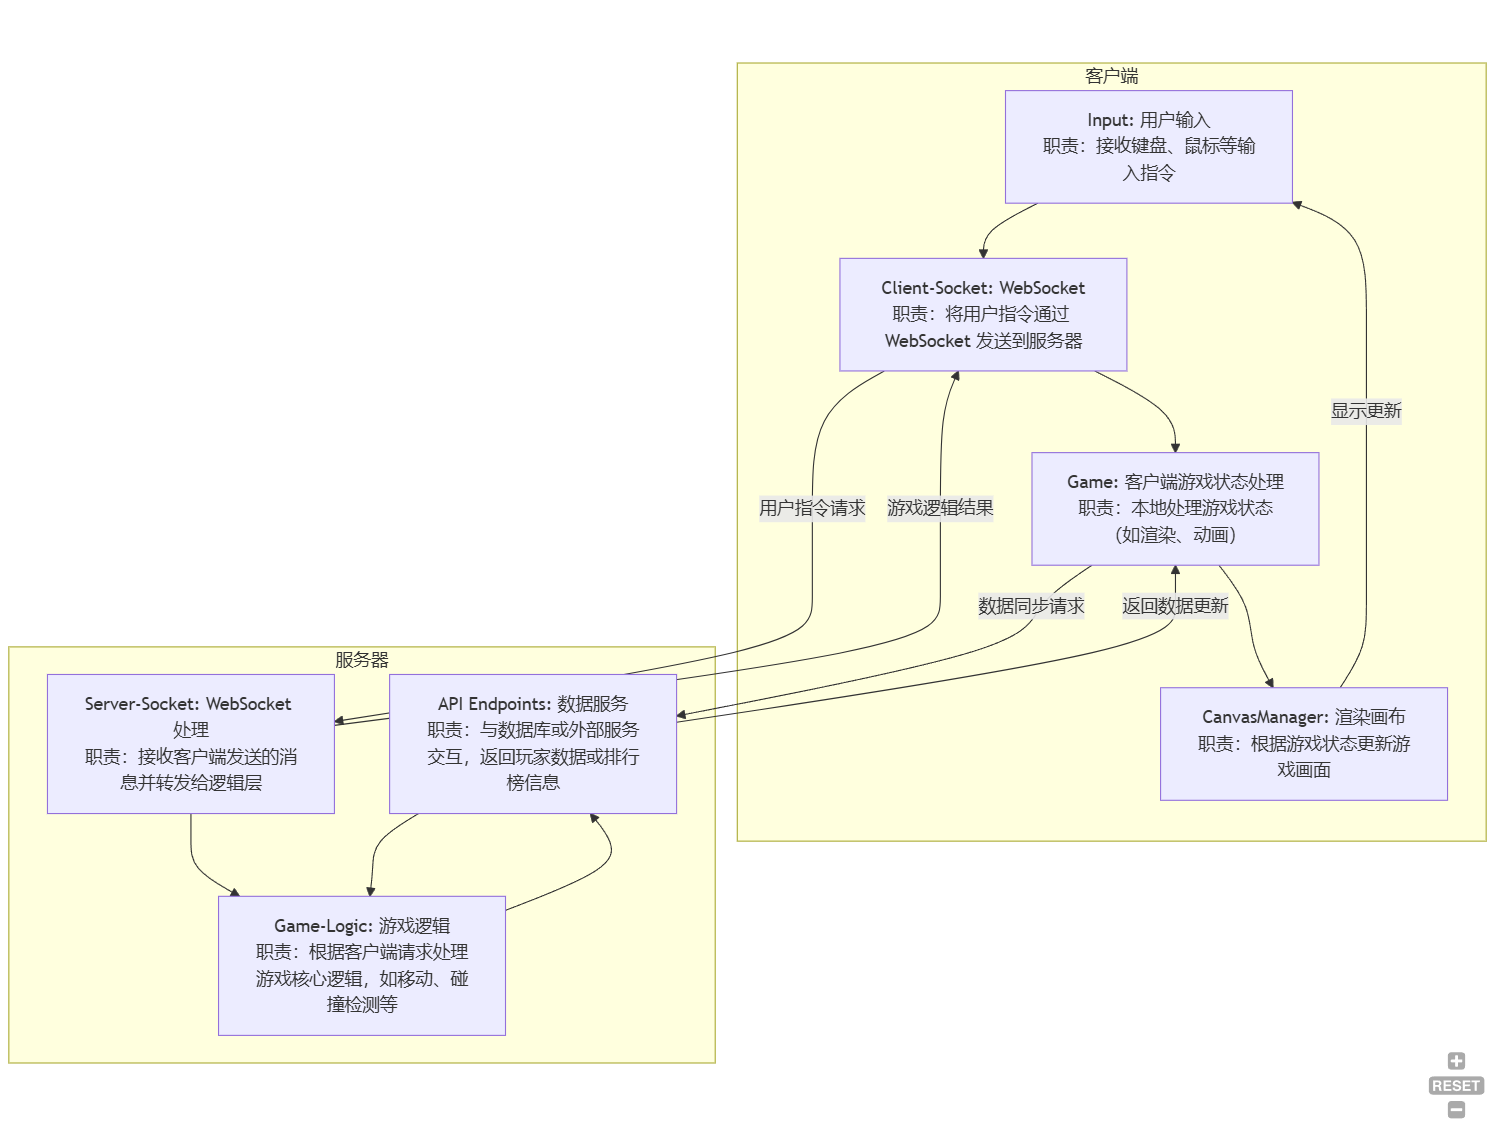 客户端
Input: 用户输入
职责：接收键盘、鼠标等输
入指令
Client-Socket: WebSocket
职责：将用户指令通过
WebSocket 发送到服务器
显示更新
Game: 客户端游戏状态处理
职责：本地处理游戏状态
（如渲染、动画）
用户指令请求
游戏逻辑结果
数据同步请求
返回数据更新
CanvasManager: 渲染画布
职责：根据游戏状态更新游
戏画面
服务器
Server-Socket: WebSocket
处理
职责：接收客户端发送的消
息并转发给逻辑层
API Endpoints: 数据服务
职责：与数据库或外部服务
交互，返回玩家数据或排行
榜信息
Game-Logic: 游戏逻辑
职责：根据客户端请求处理
游戏核心逻辑，如移动、碰
撞检测等
RESET